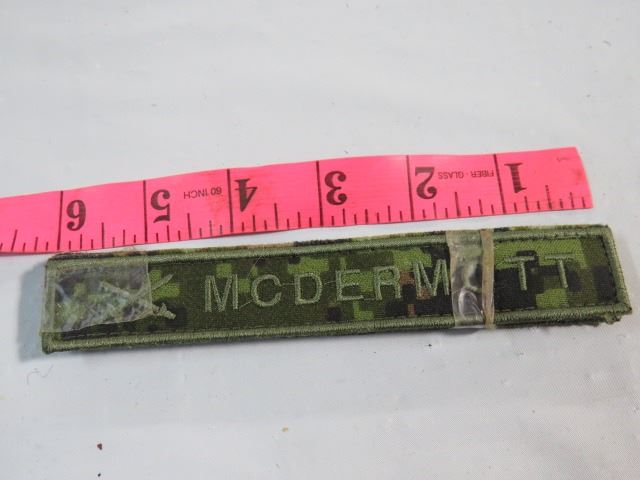 6 5 60 INCH 4 3 2 FIBER-GLASS 1
MCDERM TT